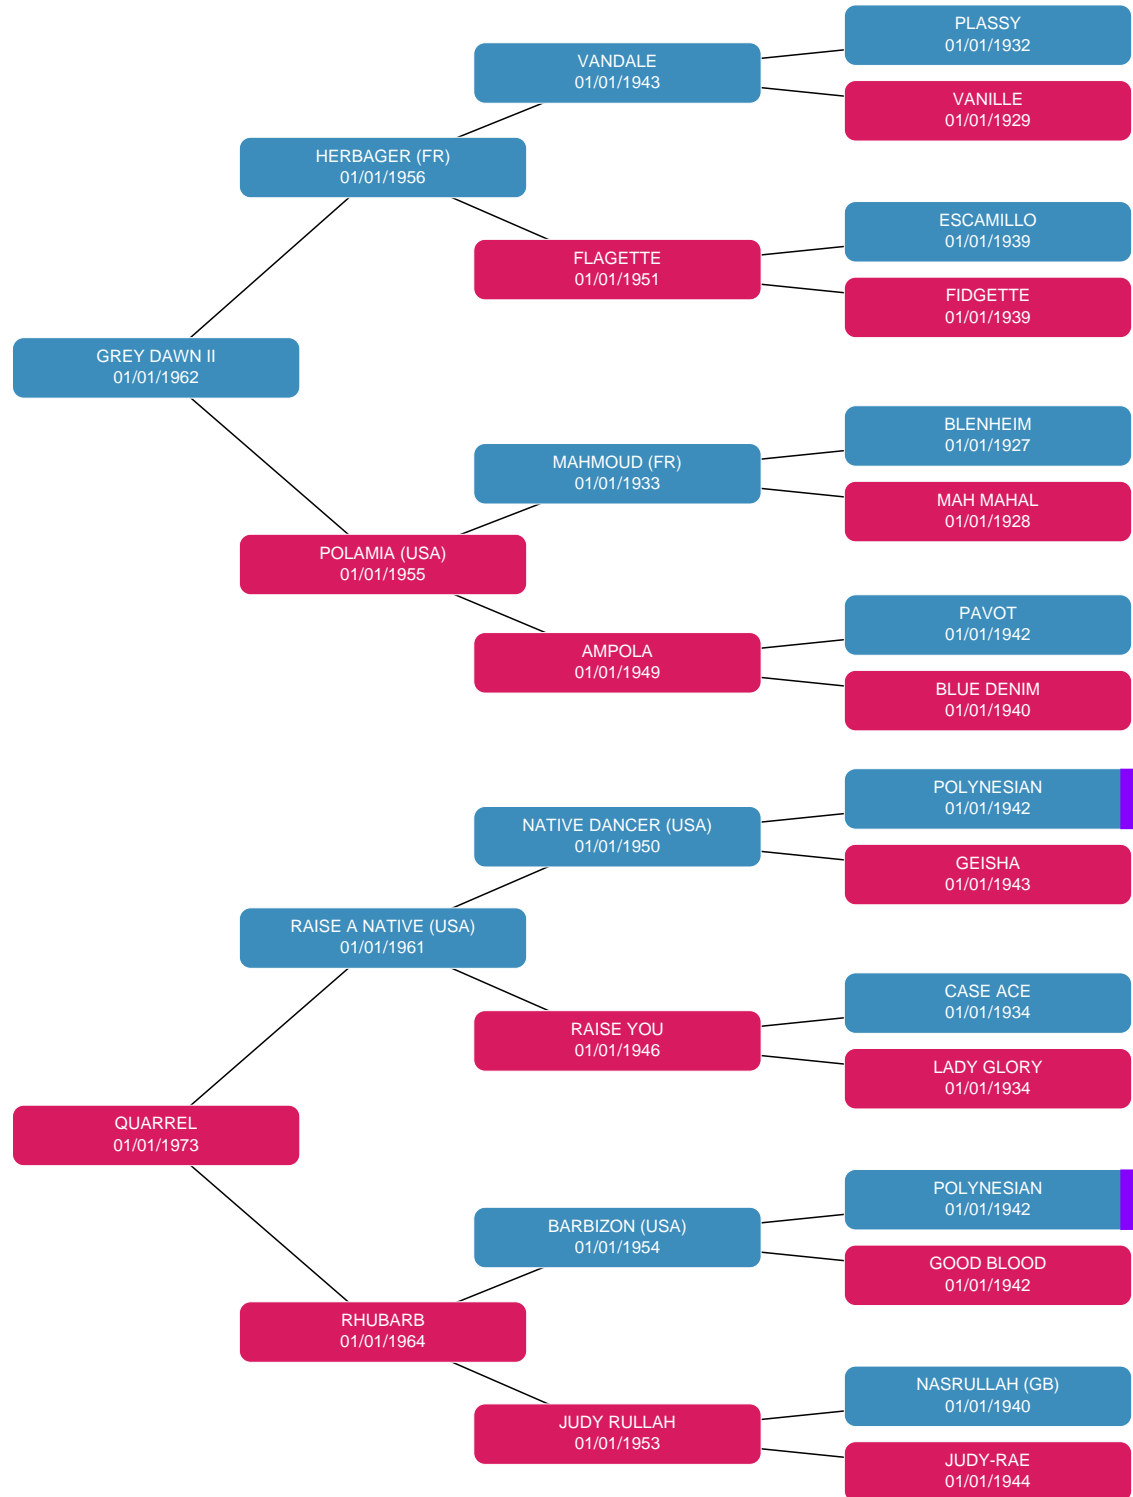 PLASSY
01/01/1932
VANDALE
01/01/1943
VANILLE
01/01/1929
HERBAGER (FR)
01/01/1956
ESCAMILLO
01/01/1939
FLAGETTE
01/01/1951
FIDGETTE
01/01/1939
GREY DAWN II
01/01/1962
BLENHEIM
01/01/1927
MAHMOUD (FR)
01/01/1933
MAH MAHAL
01/01/1928
POLAMIA (USA)
01/01/1955
PAVOT
01/01/1942
AMPOLA
01/01/1949
BLUE DENIM
01/01/1940
POLYNESIAN
01/01/1942
NATIVE DANCER (USA)
01/01/1950
GEISHA
01/01/1943
RAISE A NATIVE (USA)
01/01/1961
CASE ACE
01/01/1934
RAISE YOU
01/01/1946
LADY GLORY
01/01/1934
QUARREL
01/01/1973
POLYNESIAN
01/01/1942
BARBIZON (USA)
01/01/1954
GOOD BLOOD
01/01/1942
RHUBARB
01/01/1964
NASRULLAH (GB)
01/01/1940
JUDY RULLAH
01/01/1953
JUDY-RAE
01/01/1944